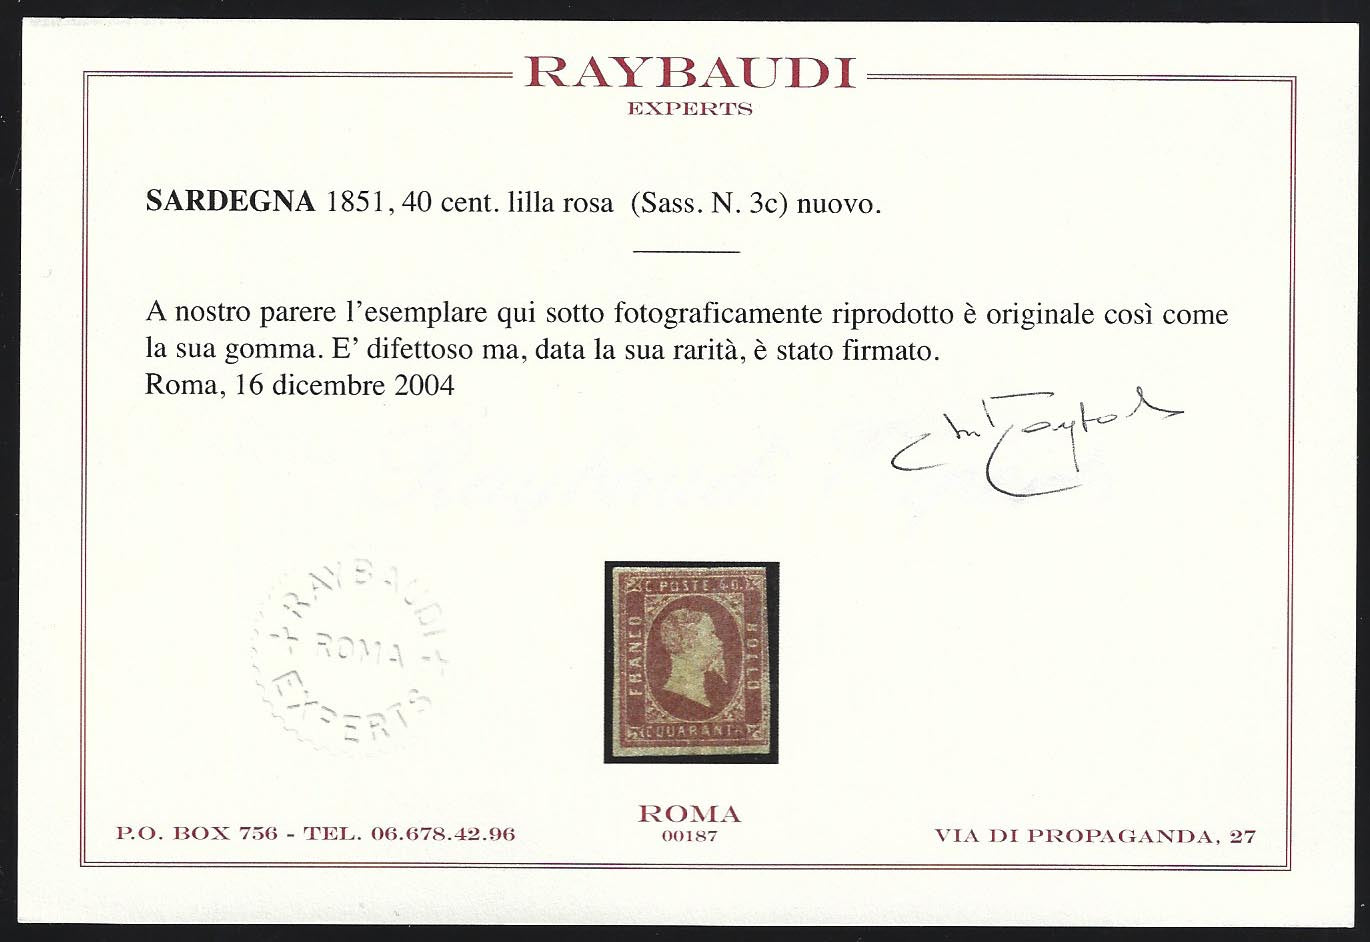 RAYBAUDI
EXPERTS
SARDEGNA 1851, 40 cent. lilla rosa (Sass. N. 3c) nuovo.
A nostro parere l'esemplare qui sotto fotograficamente riprodotto è originale così come
la sua gomma. E' difettoso ma, data la sua rarità, è stato firmato.
Roma, 16 dicembre 2004
RAYBAUDI
ROMA
EXPERTS
C. POSTE 40.
FRANCO
BOLLO
C. QUARANTA
ROMA
00187
P.O. BOX 756 - TEL. 06.678.42.96
VIA DI PROPAGANDA, 27